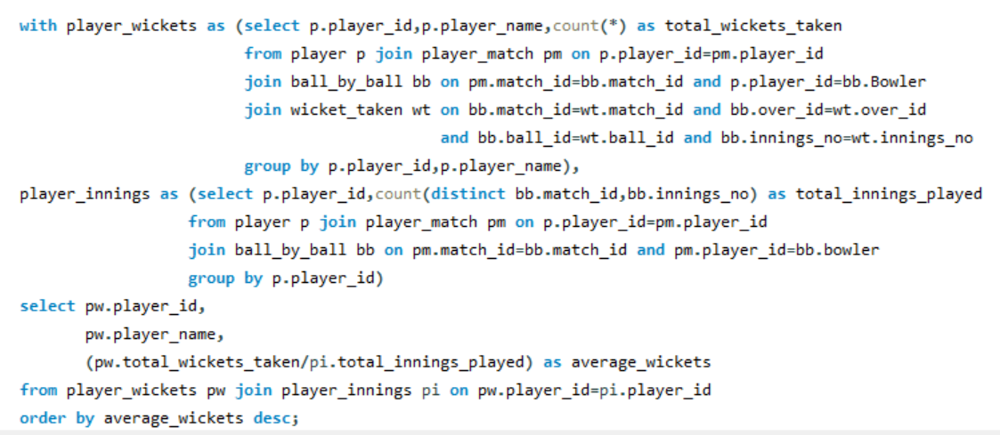 with player_wickets as (select p.player_id,p.player_name,count(*) as total_wickets_taken
from player p join player_match pm on p.player_id=pm.player_id
join ball_by_ball bb on pm.match_id=bb.match_id and p.player_id=bb.Bowler
join wicket_taken wt on bb.match_id=wt.match_id and bb.over_id=wt.over_id
and bb.ball_id=wt.ball_id and bb.innings_no=wt.innings_no
group by p.player_id,p.player_name),
player_innings as (select p.player_id,count(distinct bb.match_id,bb.innings_no) as total_innings_played
from player p join player_match pm on p.player_id=pm.player_id
join ball_by_ball bb on pm.match_id=bb.match_id and pm.player_id=bb.bowler
group by p.player_id)
select pw.player_id,
pw.player_name,
(pw.total_wickets_taken/pi.total_innings_played) as average_wickets
from player_wickets pw join player_innings pi on pw.player_id=pi.player_id
order by average_wickets desc;